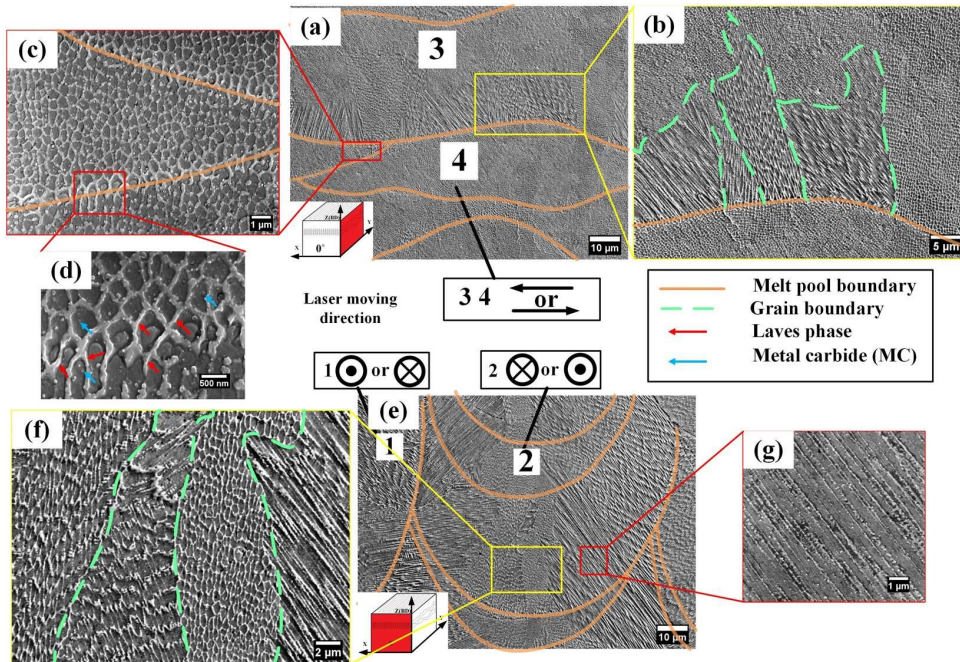 (c)
1 μm
(a)
3
4
Z(BD)
Y
X
0°
10 μm
(b)
5 μm
(d)
500 nm
Laser moving
direction
3 4
or
Melt pool boundary
Grain boundary
Laves phase
Metal carbide (MC)
1 or
2 or
(f)
2 μm
(e)
1
2
Z(BD)
Y
X
10 μm
(g)
1 μm